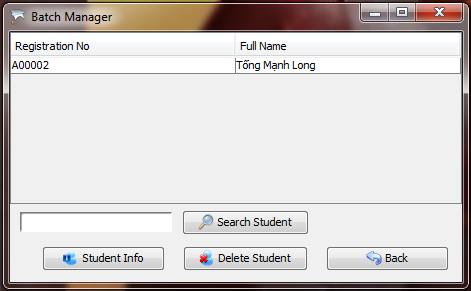 Batch Manager
Registration No Full Name
A00002 Tống Mạnh Long
Search Student
Student Info Delete Student Back